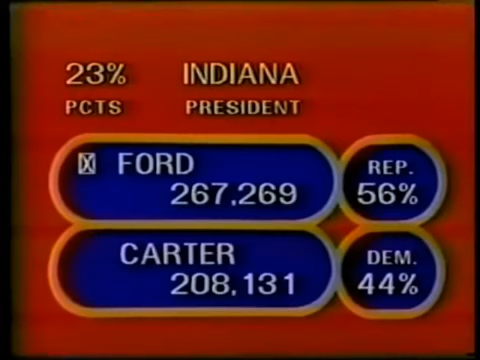 23% INDIANA
PCTS PRESIDENT
☒ FORD REP.
267,269 56%
CARTER DEM.
208,131 44%